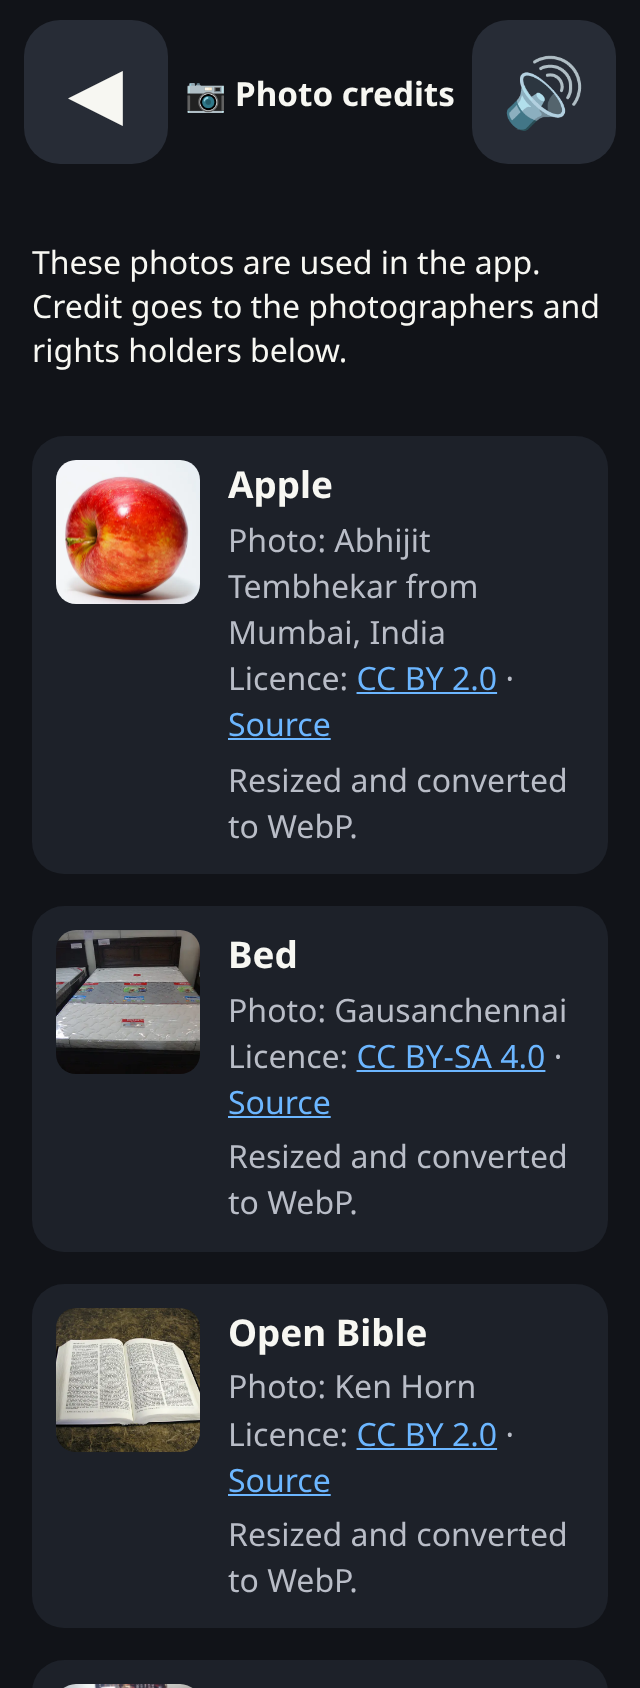 Photo credits
These photos are used in the app.
Credit goes to the photographers and
rights holders below.
Apple
Photo: Abhijit
Tembhekar from
Mumbai, India
Licence: CC BY 2.0 ·
Source
Resized and converted
to WebP.
Bed
Photo: Gausanchennai
Licence: CC BY-SA 4.0 ·
Source
Resized and converted
to WebP.
Open Bible
Photo: Ken Horn
Licence: CC BY 2.0 ·
Source
Resized and converted
to WebP.